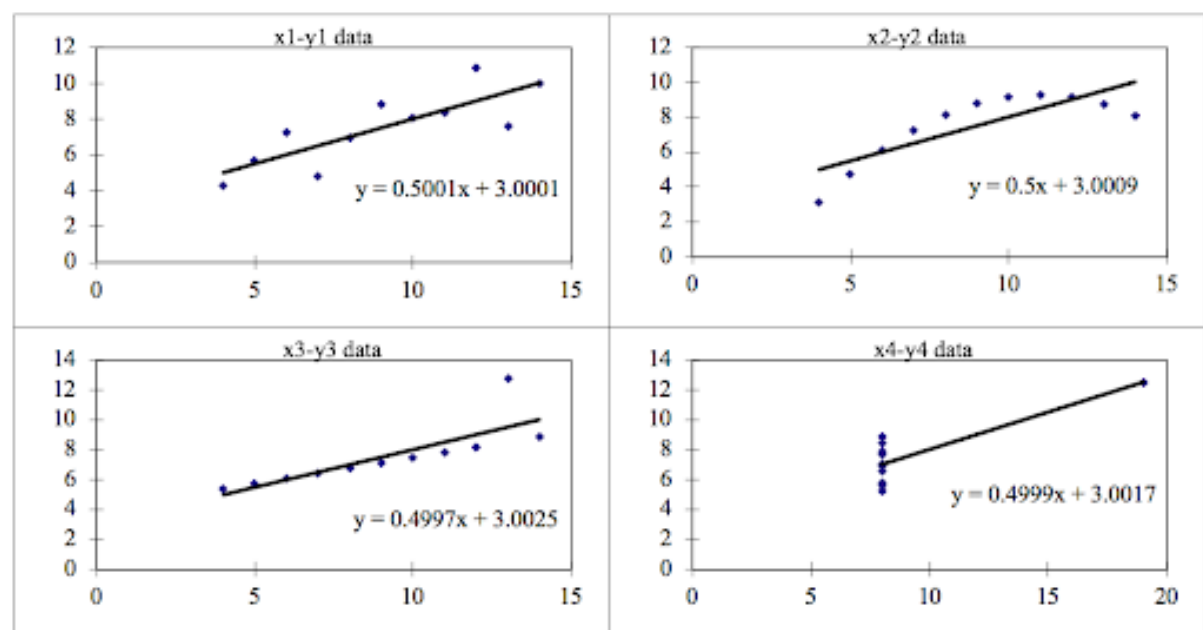 x1-y1 data
12
10
8
6
4
2
0
y = 0.5001x + 3.0001
0 5 10 15
x2-y2 data
12
10
8
6
4
2
0
y = 0.5x + 3.0009
0 5 10 15
x3-y3 data
14
12
10
8
6
4
2
0
y = 0.4997x + 3.0025
0 5 10 15
x4-y4 data
14
12
10
8
6
4
2
0
y = 0.4999x + 3.0017
0 5 10 15 20